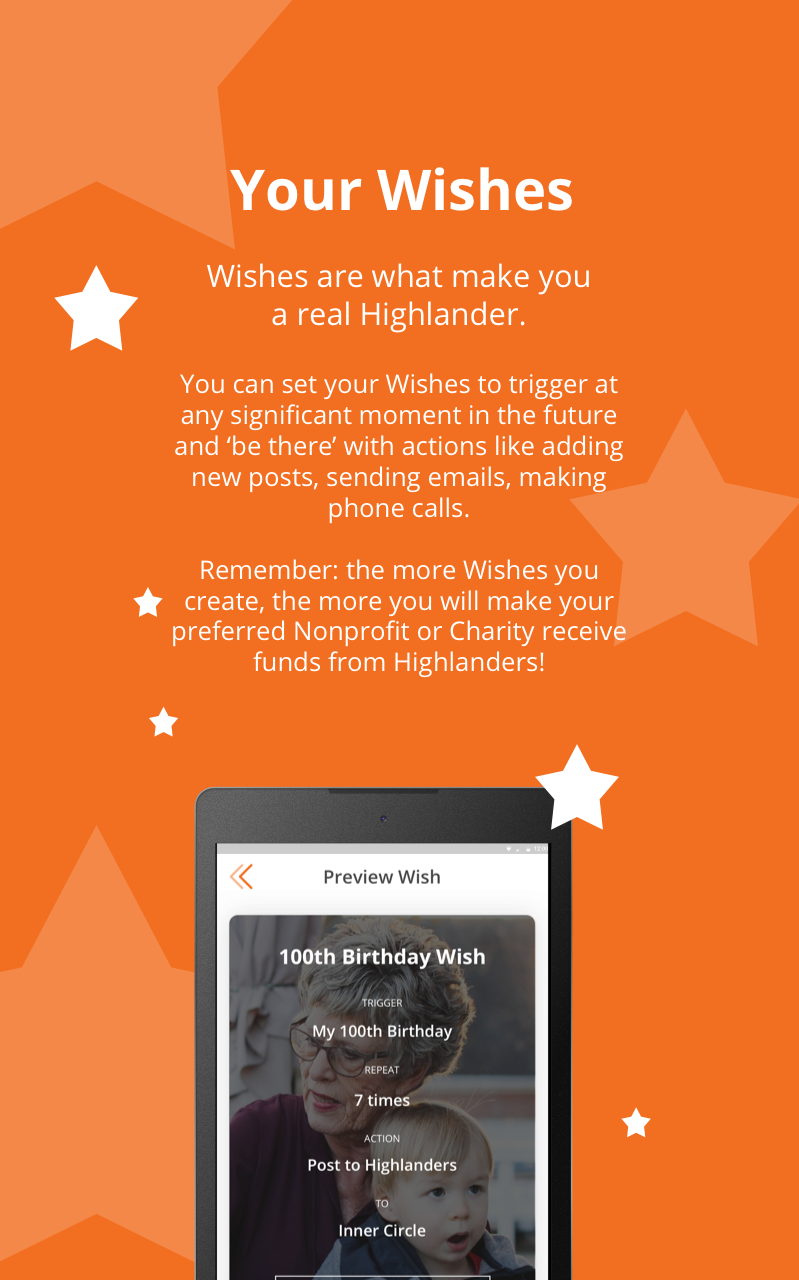 Your Wishes
Wishes are what make you
a real Highlander.
You can set your Wishes to trigger at
any significant moment in the future
and ‘be there’ with actions like adding
new posts, sending emails, making
phone calls.
Remember: the more Wishes you
create, the more you will make your
preferred Nonprofit or Charity receive
funds from Highlanders!
Preview Wish
100th Birthday Wish
TRIGGER
My 100th Birthday
REPEAT
7 times
ACTION
Post to Highlanders
TO
Inner Circle